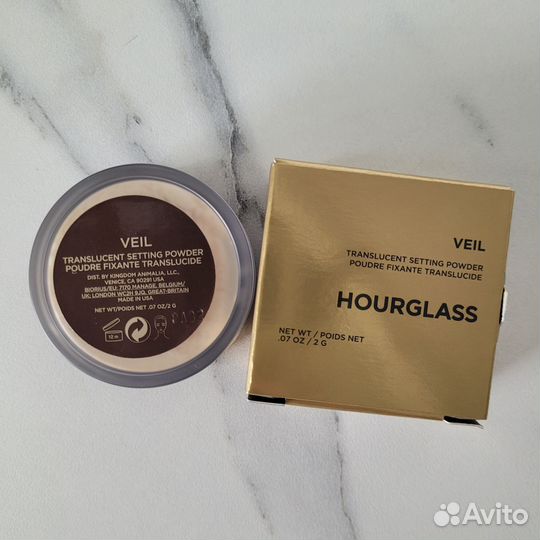 VEIL
TRANSLUCENT SETTING POWDER
POUDRE FIXANTE TRANSLUCIDE
DIST. BY KINGDOM ANIMALIA, LLC.,
VENICE, CA 90291 USA
BIORIUS/EU: 7170 MANAGE, BELGIUM/
UK: LONDON WC2H 9JQ, GREAT-BRITAIN
MADE IN USA
NET WT/POIDS NET .07 OZ/2 G
12 m
VEIL
TRANSLUCENT SETTING POWDER
POUDRE FIXANTE TRANSLUCIDE
HOURGLASS
NET WT / POIDS NET
.07 OZ / 2 G
Avito